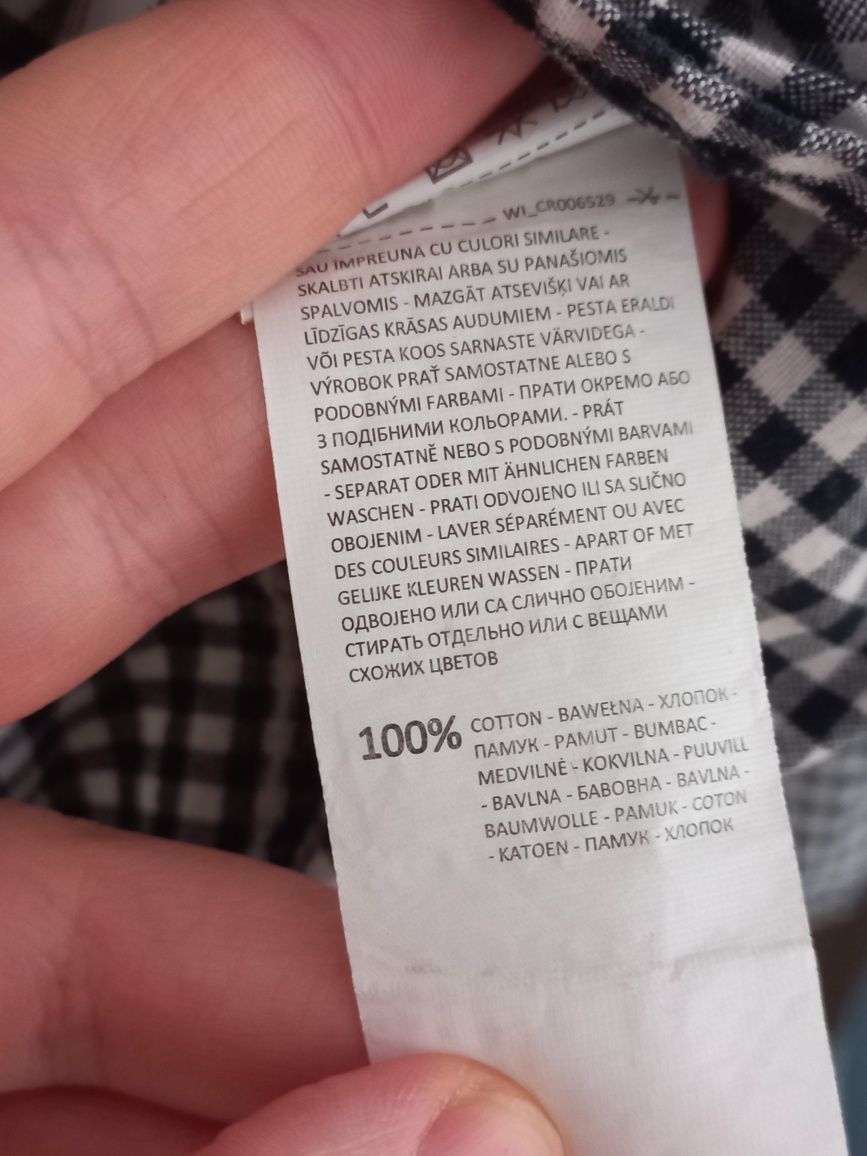 WI_CR006529
SAU ÎMPREUNA CU CULORI SIMILARE -
SKALBTI ATSKIRAI ARBA SU PANAŠIOMIS
SPALVOMIS - MAZGĀT ATSEVIŠĶI VAI AR
LĪDZĪGAS KRĀSAS AUDUMIEM - PESTA ERALDI
VÕI PESTA KOOS SARNASTE VÄRVIDEGA -
VÝROBOK PRAŤ SAMOSTATNE ALEBO S
PODOBNÝMI FARBAMI - ПРАТИ ОКРЕМО АБО
З ПОДІБНИМИ КОЛЬОРАМИ. - PRÁT
SAMOSTATNĚ NEBO S PODOBNÝMI BARVAMI
- SEPARAT ODER MIT ÄHNLICHEN FARBEN
WASCHEN - PRATI ODVOJENO ILI SA SLIČNO
OBOJENIM - LAVER SÉPARÉMENT OU AVEC
DES COULEURS SIMILAIRES - APART OF MET
GELIJKE KLEUREN WASSEN - ПРАТИ
ОДВОЈЕНО ИЛИ СА СЛИЧНО ОБОЈЕНИМ -
СТИРАТЬ ОТДЕЛЬНО ИЛИ С ВЕЩАМИ
СХОЖИХ ЦВЕТОВ
100% COTTON - BAWEŁNA - ХЛОПОК -
ПАМУК - PAMUT - BUMBAC -
MEDVILNĖ - KOKVILNA - PUUVILL
- BAVLNA - БАВОВНА - BAVLNA -
BAUMWOLLE - PAMUK - COTON
- KATOEN - ПАМУК - ХЛОПОК